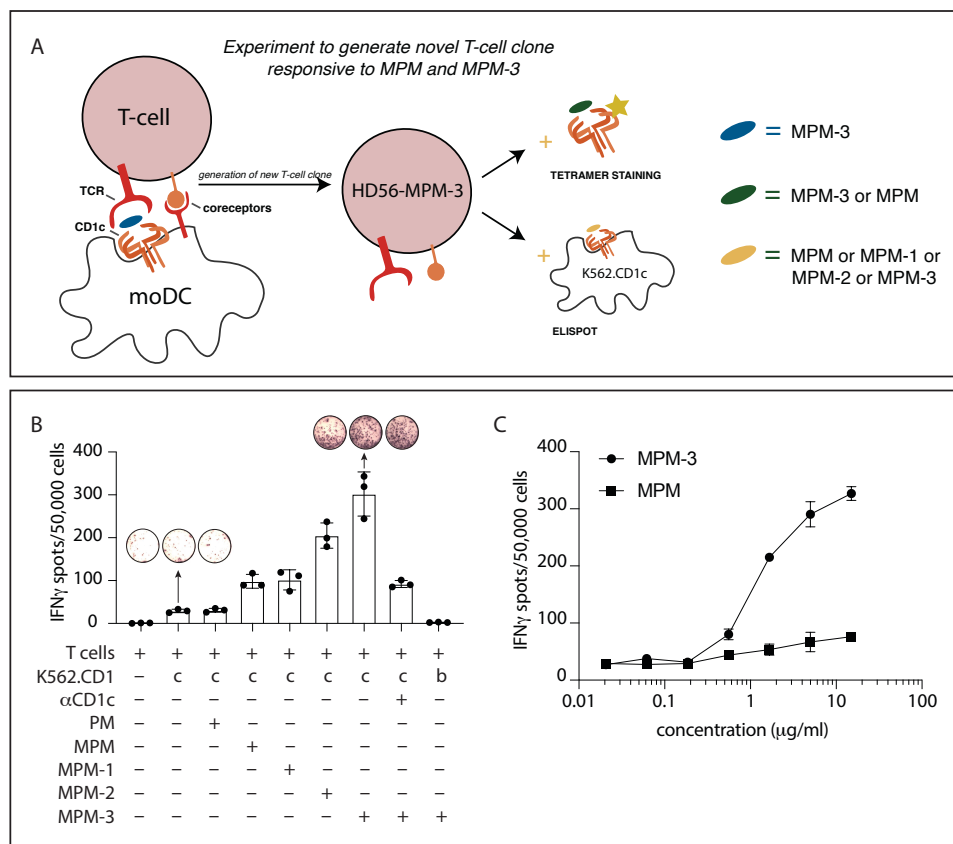 A
Experiment to generate novel T-cell clone
responsive to MPM and MPM-3
T-cell
TCR
CD1c
coreceptors
moDC
generation of new T-cell clone
HD56-MPM-3
+
TETRAMER STAINING
+
K562.CD1c
ELISPOT
= MPM-3
= MPM-3 or MPM
= MPM or MPM-1 or
MPM-2 or MPM-3
B
IFNγ spots/50,000 cells
400
300
200
100
0
T cells + + + + + + + + +
K562.CD1 – c c c c c c c b
αCD1c – – – – – – – + –
PM – – + – – – – – –
MPM – – – + – – – – –
MPM-1 – – – – + – – – –
MPM-2 – – – – – + – – –
MPM-3 – – – – – – + + +
C
IFNγ spots/50,000 cells
400
300
200
100
0
MPM-3
MPM
0.01 0.1 1 10 100
concentration (μg/ml)